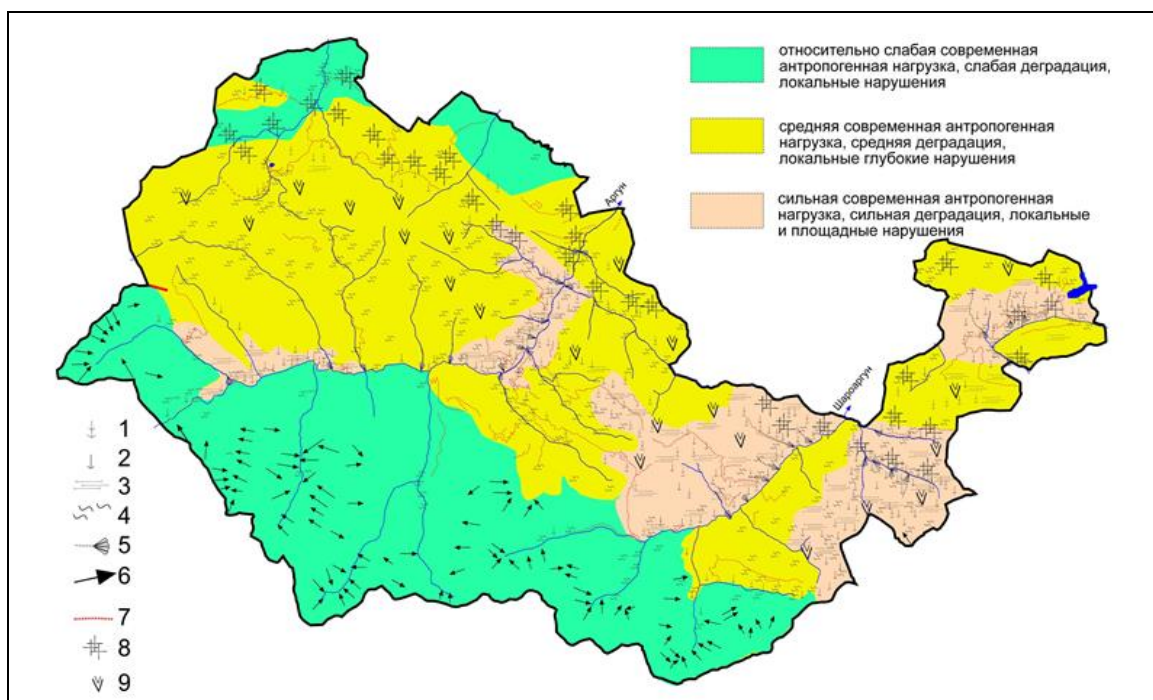 относительно слабая современная
антропогенная нагрузка, слабая деградация,
локальные нарушения
средняя современная антропогенная
нагрузка, средняя деградация,
локальные глубокие нарушения
сильная современная антропогенная
нагрузка, сильная деградация, локальные
и площадные нарушения
Аргун
Шароаргун
1
2
3
4
5
6
7
8
9